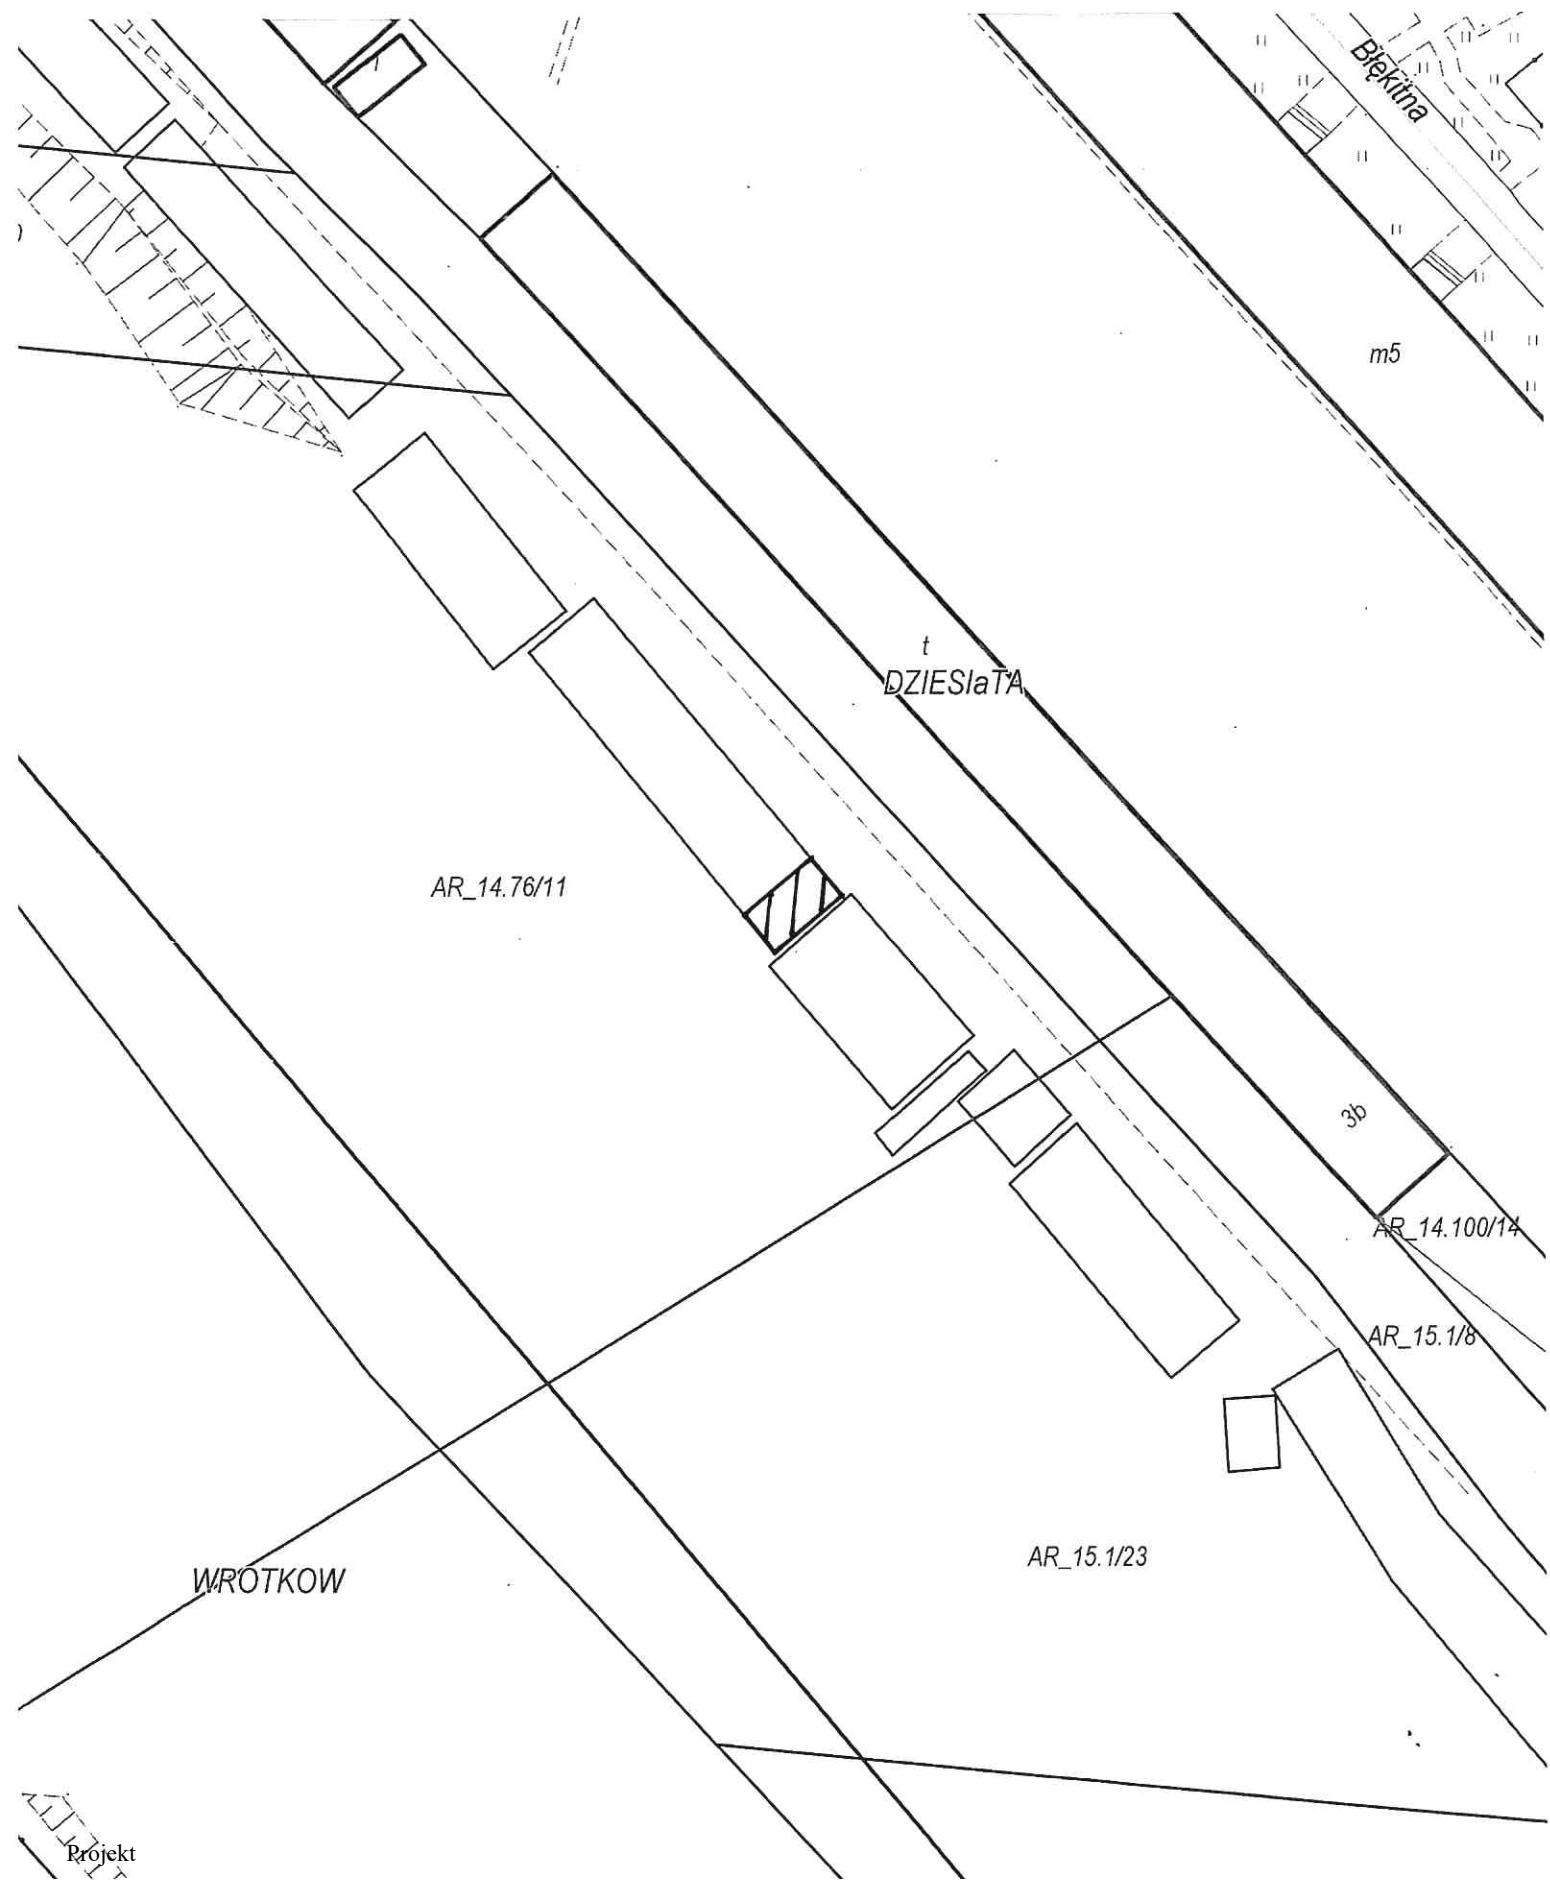 Błękitna
m5
t
DZIESIaTA
AR_14.76/11
3b
AR_14.100/14
AR_15.1/8
AR_15.1/23
WROTKOW
Projekt